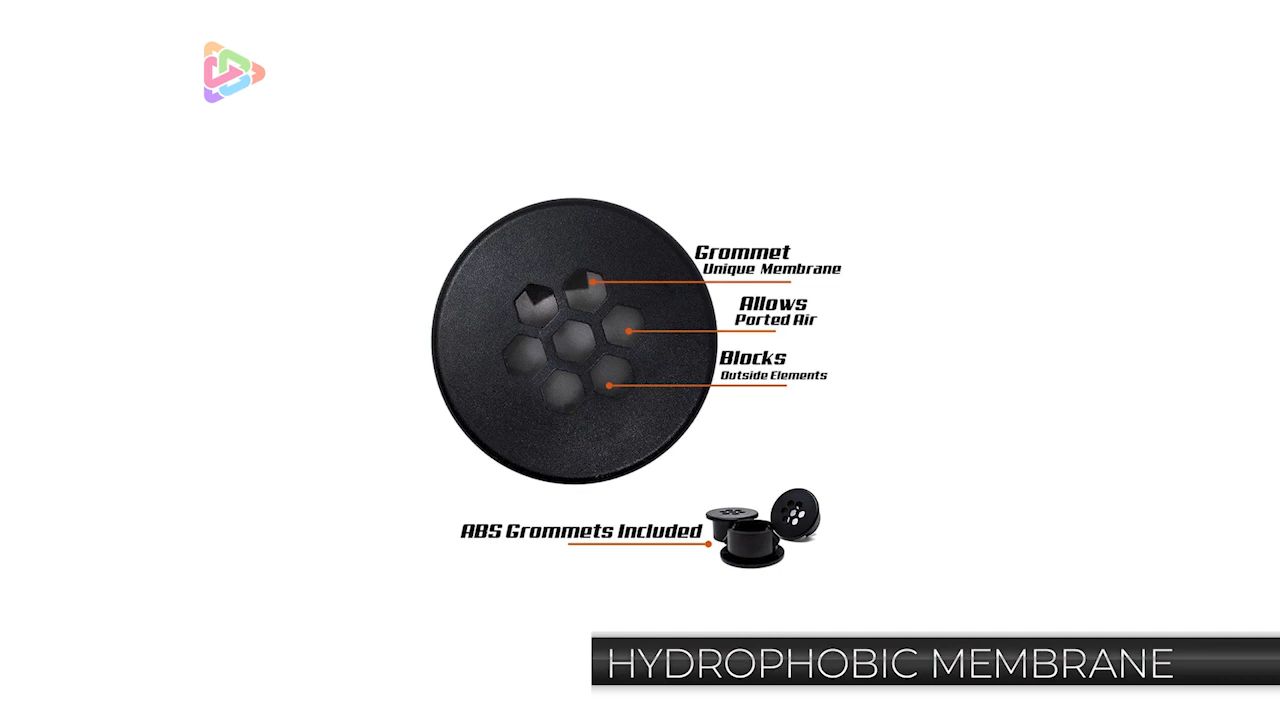 Grommet
Unique Membrane
Allows
Ported Air
Blocks
Outside Elements
ABS Grommets Included
HYDROPHOBIC MEMBRANE